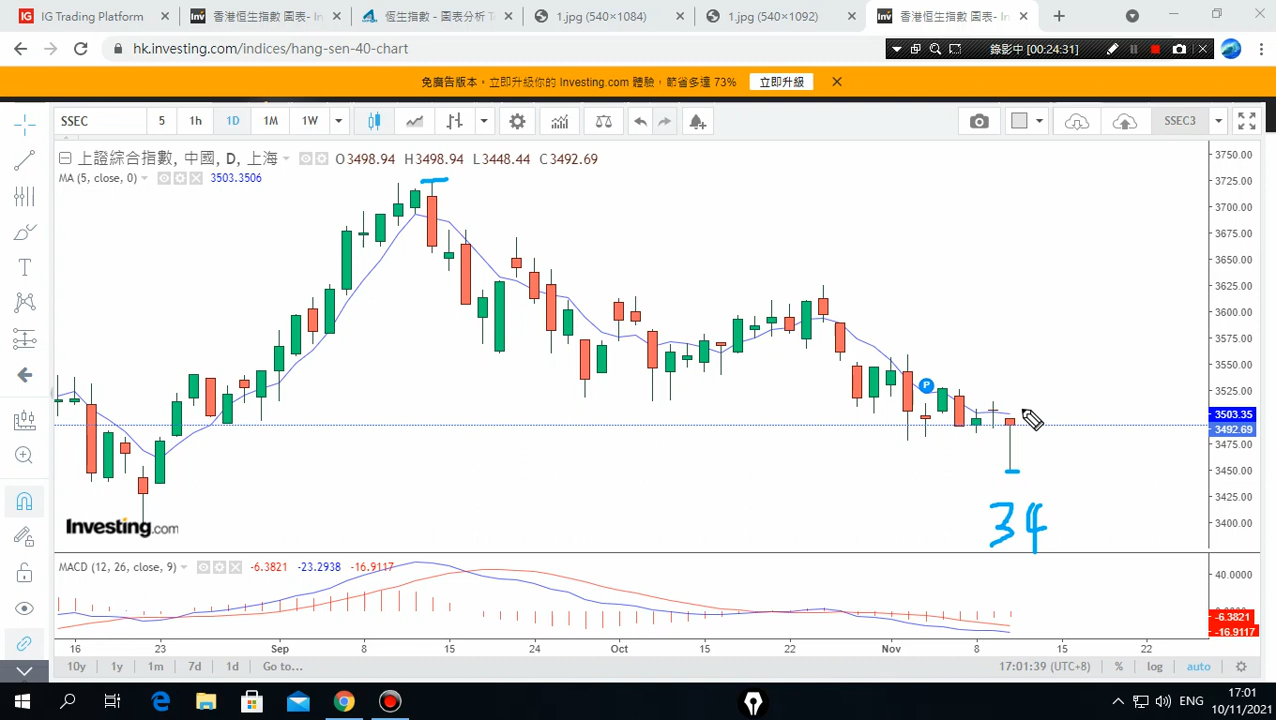 IG Trading Platform
香港恒生指數 圖表- In
恆生指數 - 圖表分析 To
1.jpg (540×1084)
1.jpg (540×1092)
香港恒生指數 圖表- In
hk.investing.com/indices/hang-sen-40-chart
錄影中 [00:24:31]
免廣告版本。立即升級你的 Investing.com 體驗,節省多達 73%
立即升級
SSEC
5
1h
1D
1M
1W
SSEC3
上證綜合指數, 中國, D, 上海
O3498.94 H3498.94 L3448.44 C3492.69
MA (5, close, 0)
3503.3506
3750.00
3725.00
3700.00
3675.00
3650.00
3625.00
3600.00
3575.00
3550.00
3525.00
3503.35
3492.69
3475.00
3450.00
3425.00
3400.00
P
34
Investing.com
MACD (12, 26, close, 9)
-6.3821
-23.2938
-16.9117
40.0000
-6.3821
-16.9117
16
23
Sep
8
15
24
Oct
15
22
Nov
8
15
22
10y
1y
1m
7d
1d
Go to...
17:01:39 (UTC+8)
%
log
auto
ENG
17:01
10/11/2021